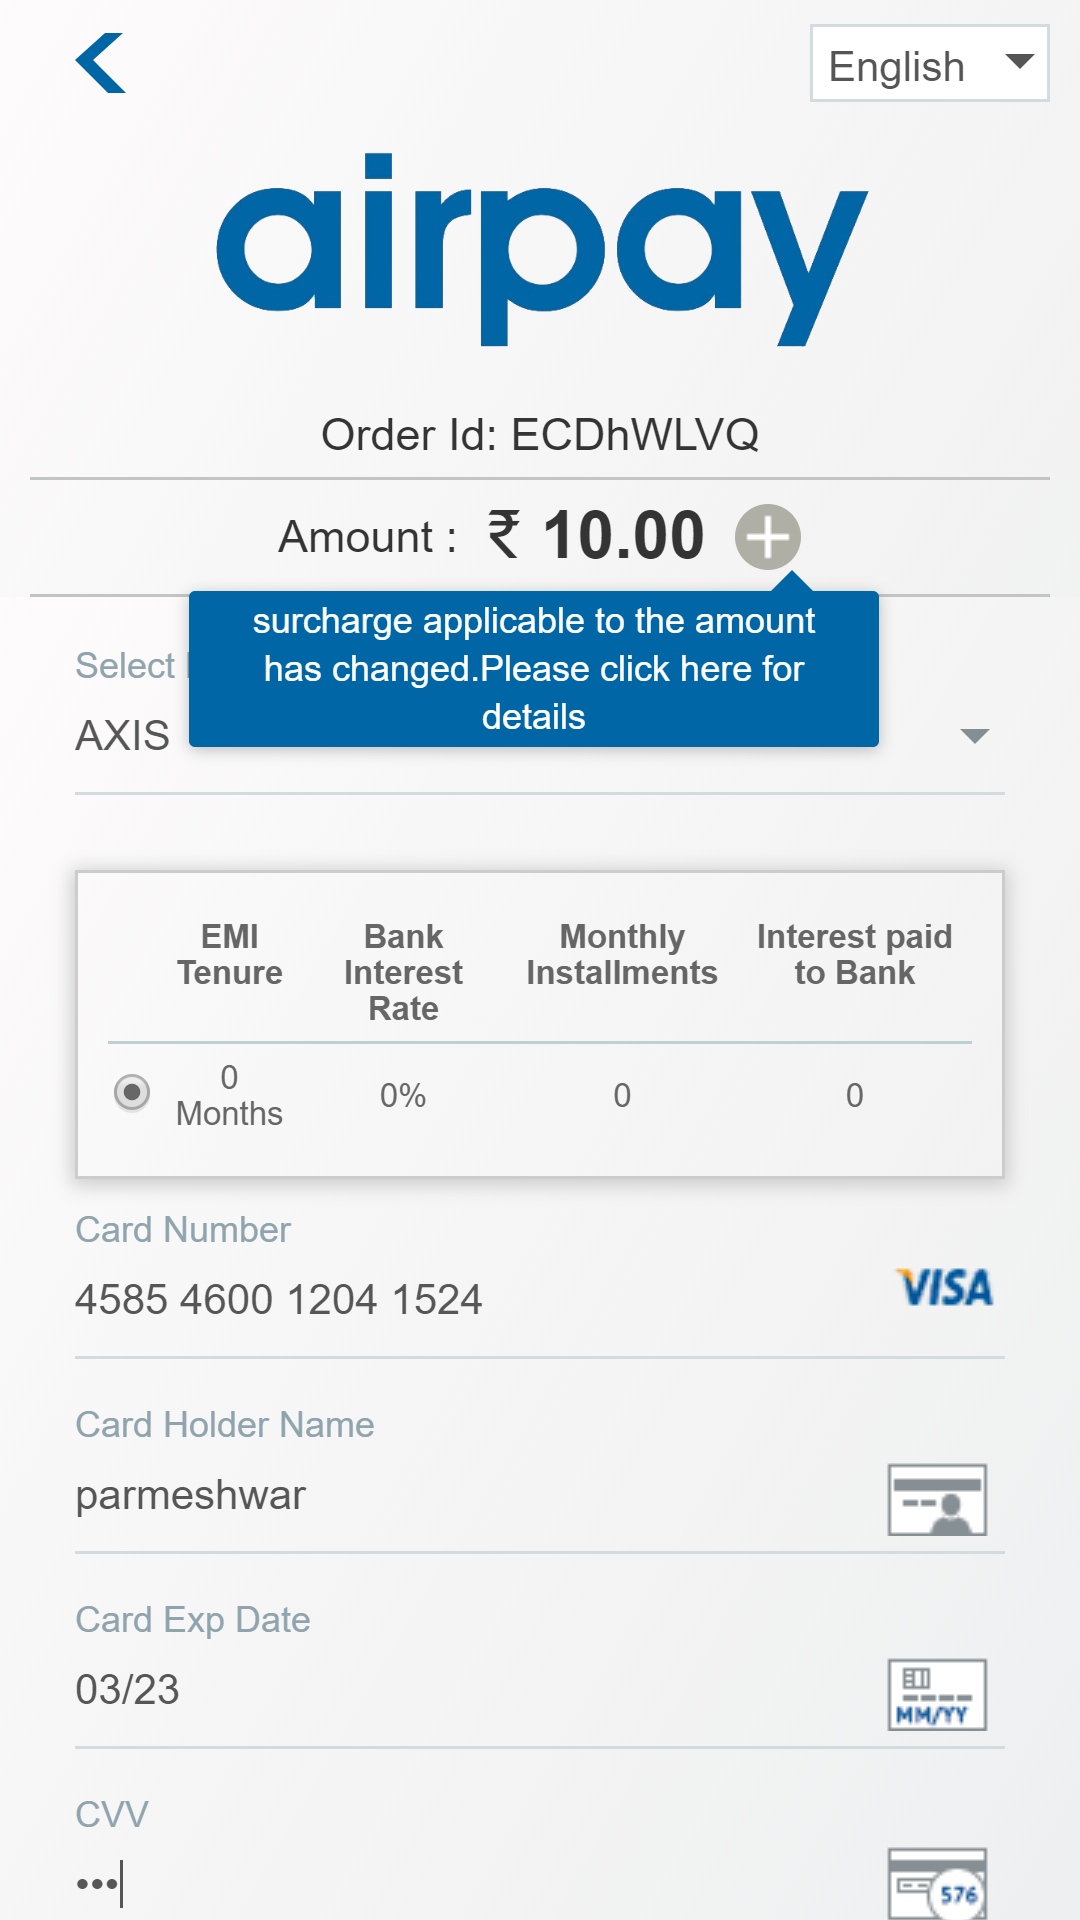 English
airpay
Order Id: ECDhWLVQ
Amount : ₹ 10.00
surcharge applicable to the amount
has changed.Please click here for
details
Select
AXIS
EMI Tenure
Bank Interest Rate
Monthly Installments
Interest paid to Bank
0 Months
0%
0
0
Card Number
4585 4600 1204 1524
VISA
Card Holder Name
parmeshwar
Card Exp Date
03/23
MM/YY
CVV
•••
576